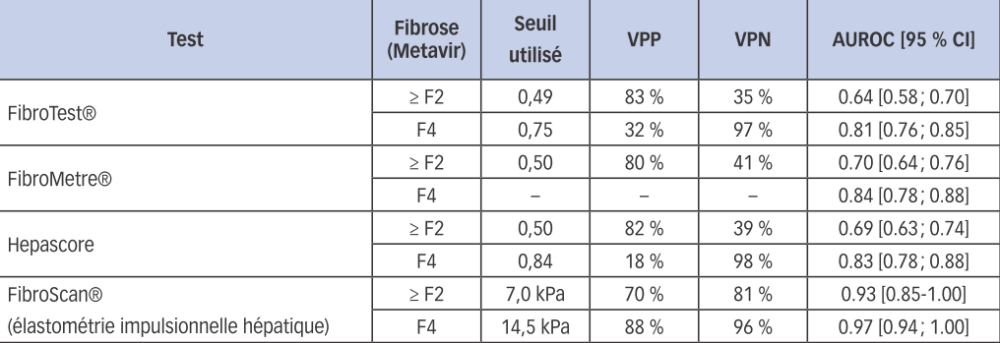 Test Fibrose (Metavir) Seuil utilisé VPP VPN AUROC [95 % CI]
FibroTest® ≥ F2 0,49 83 % 35 % 0.64 [0.58 ; 0.70]
F4 0,75 32 % 97 % 0.81 [0.76 ; 0.85]
FibroMetre® ≥ F2 0,50 80 % 41 % 0.70 [0.64 ; 0.76]
F4 – – – 0.84 [0.78 ; 0.88]
Hepascore ≥ F2 0,50 82 % 39 % 0.69 [0.63 ; 0.74]
F4 0,84 18 % 98 % 0.83 [0.78 ; 0.88]
FibroScan® ≥ F2 7,0 kPa 70 % 81 % 0.93 [0.85-1.00]
(élastométrie impulsionnelle hépatique) F4 14,5 kPa 88 % 96 % 0.97 [0.94 ; 1.00]